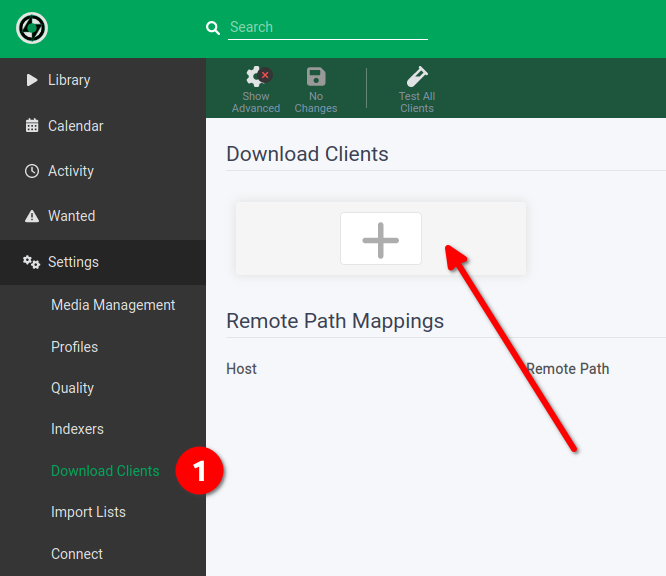 Search
Library
Calendar
Activity
Wanted
Settings
Media Management
Profiles
Quality
Indexers
Download Clients
1
Import Lists
Connect
Show
Advanced
No
Changes
Test All
Clients
Download Clients
Remote Path Mappings
Host
Remote Path